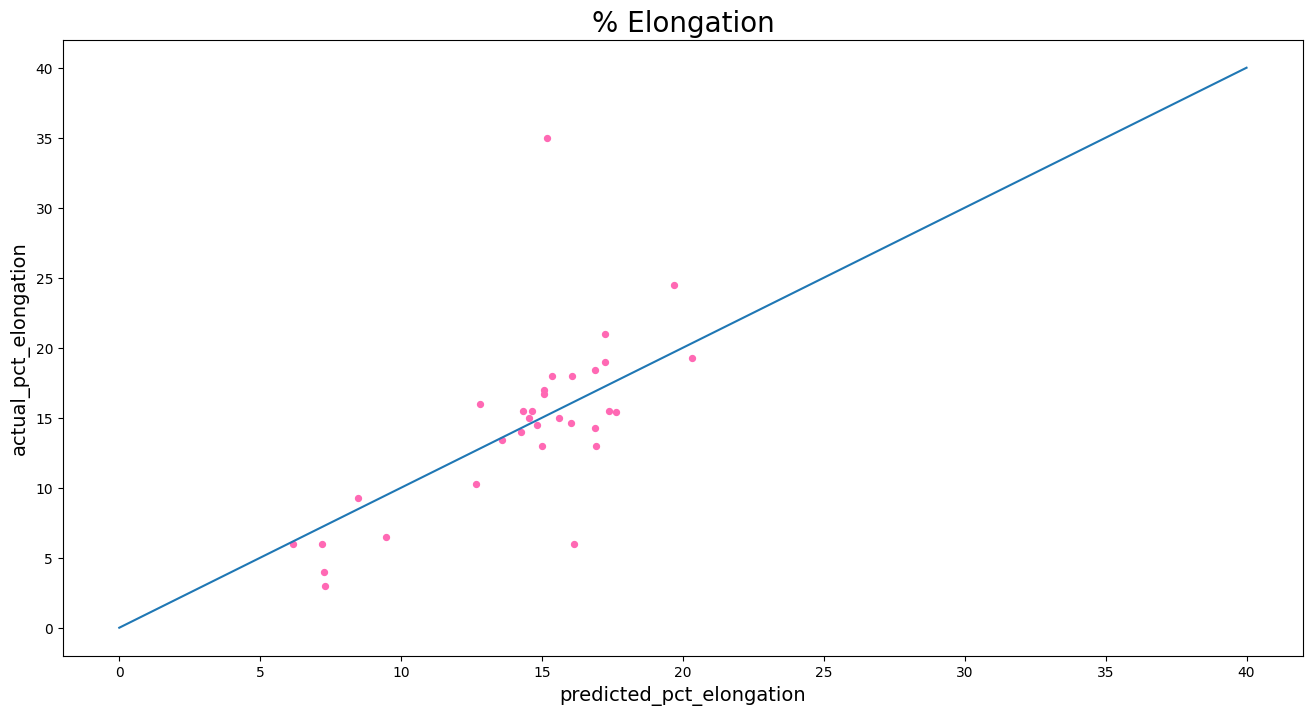 % Elongation
actual_pct_elongation
40
35
30
25
20
15
10
5
0
0 5 10 15 20 25 30 35 40
predicted_pct_elongation